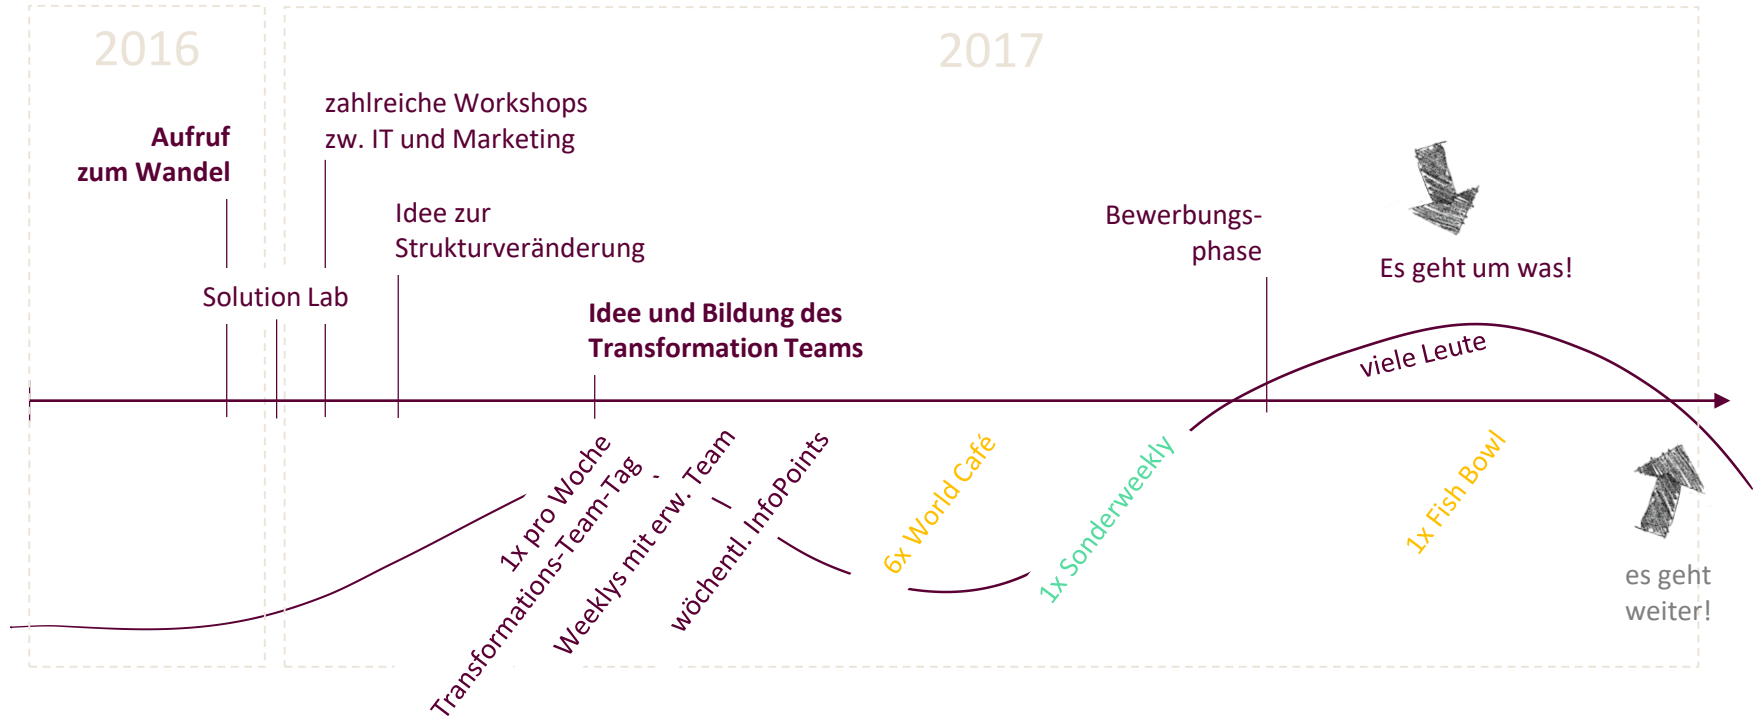 2016
2017
zahlreiche Workshops
zw. IT und Marketing
Aufruf
zum Wandel
Idee zur
Strukturveränderung
Bewerbungs-
phase
Es geht um was!
Solution Lab
Idee und Bildung des
Transformation Teams
viele Leute
1x pro Woche
Transformations-Team-Tag
Weeklys mit erw. Team
wöchentl. InfoPoints
6x World Café
1x Sonderweekly
1x Fish Bowl
es geht
weiter!